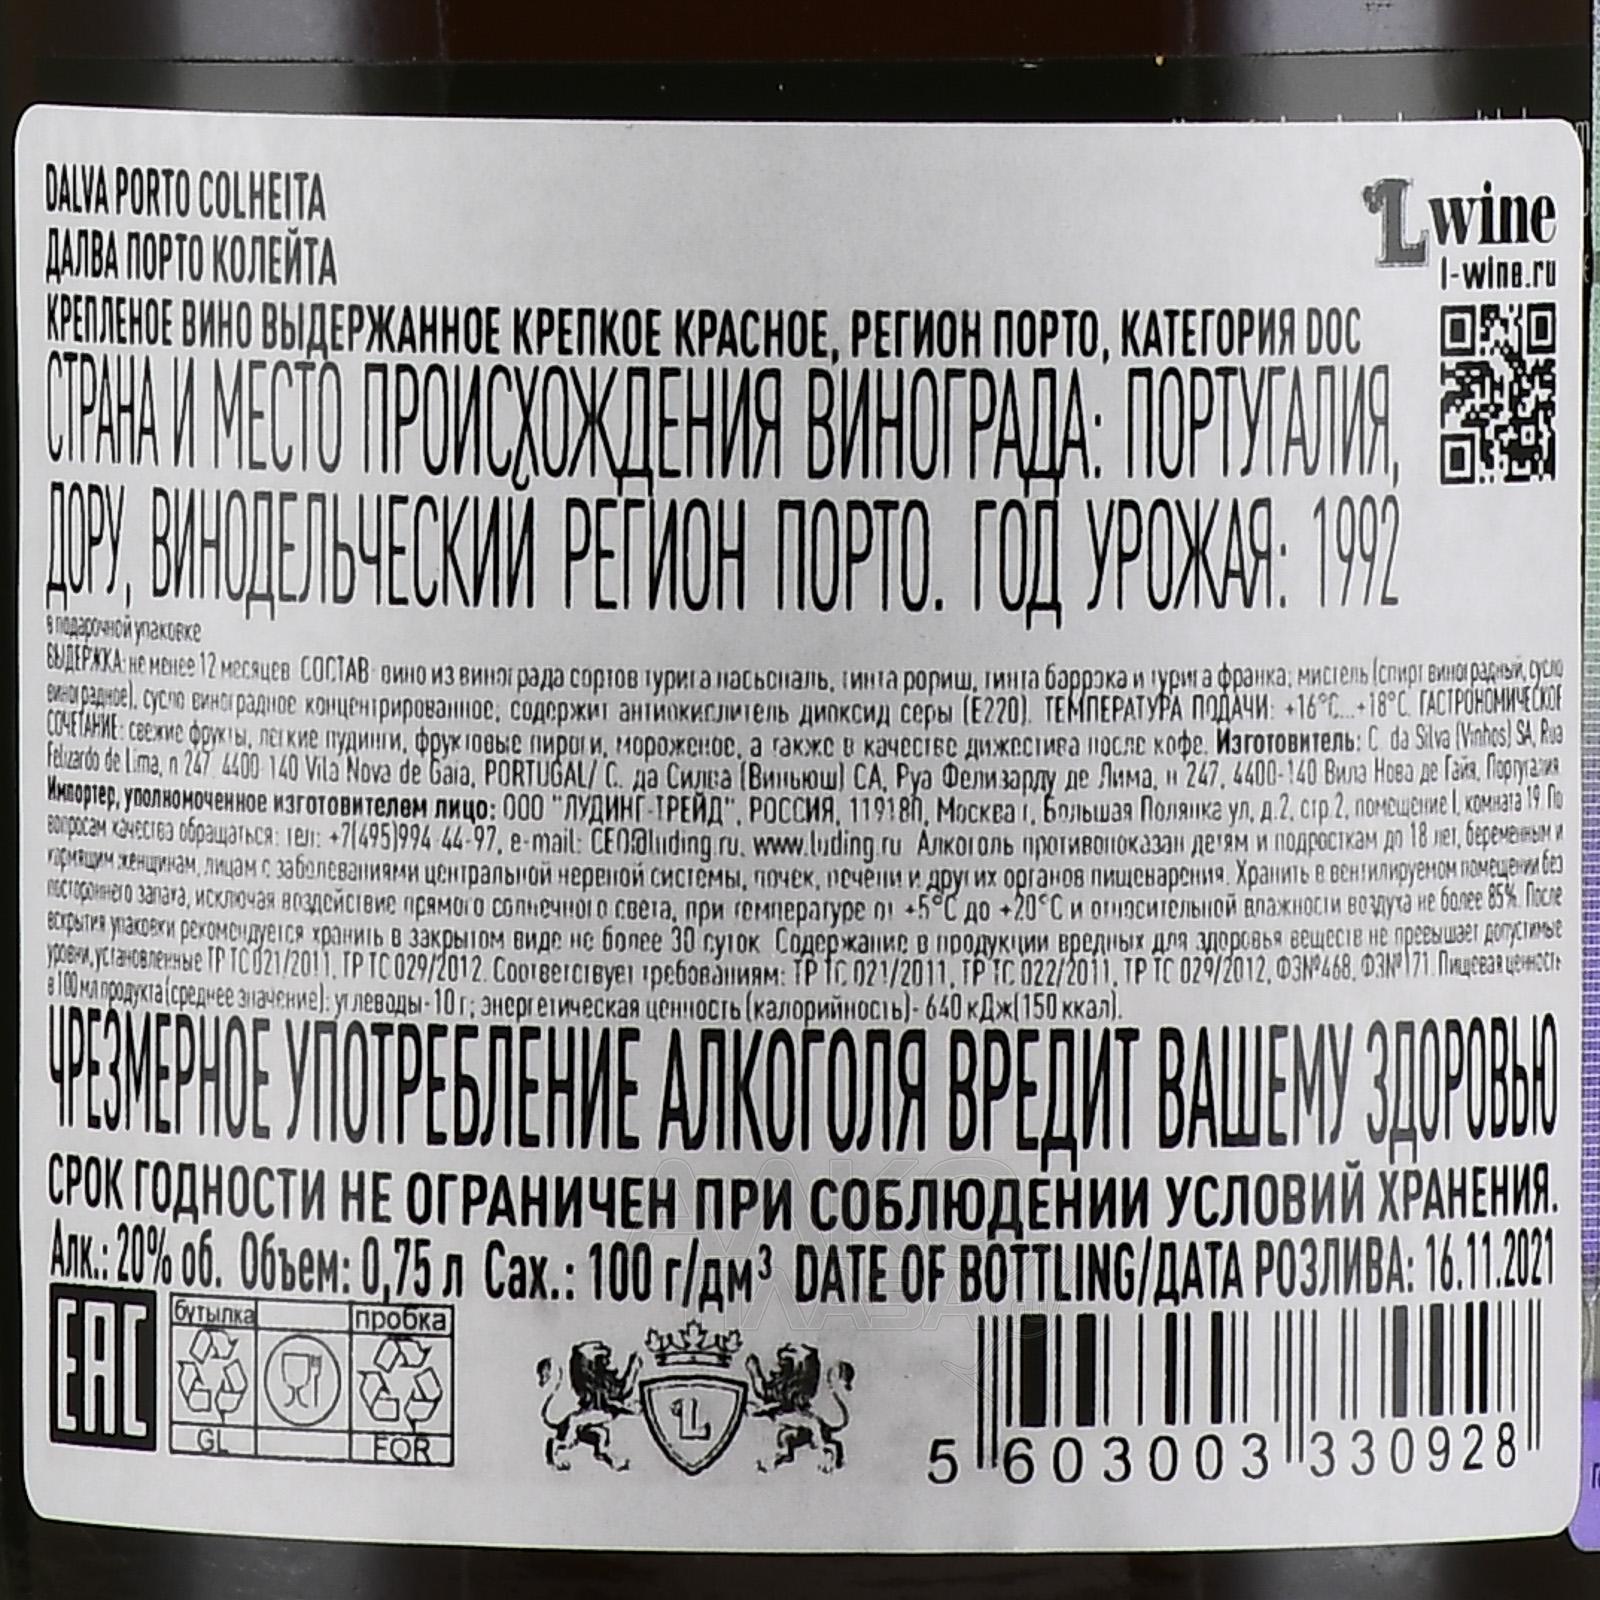 DALVA PORTO COLHEITA
ДАЛВА ПОРТО КОЛЕЙТА
L wine
l-wine.ru
КРЕПЛЕНОЕ ВИНО ВЫДЕРЖАННОЕ КРЕПКОЕ КРАСНОЕ, РЕГИОН ПОРТО, КАТЕГОРИЯ DOC
СТРАНА И МЕСТО ПРОИСХОЖДЕНИЯ ВИНОГРАДА: ПОРТУГАЛИЯ,
ДОРУ, ВИНОДЕЛЬЧЕСКИЙ РЕГИОН ПОРТО. ГОД УРОЖАЯ: 1992
в подарочной упаковке
ВЫДЕРЖКА: не менее 12 месяцев. СОСТАВ: вино из винограда сортов турига насьональ, тинта рориш, тинта баррока и турига франка; мистель (спирт виноградный, сусло
виноградное), сусло виноградное концентрированное; содержит антиокислитель диоксид серы (Е220). ТЕМПЕРАТУРА ПОДАЧИ: +16°С...+18°С. ГАСТРОНОМИЧЕСКОЕ
СОЧЕТАНИЕ: свежие фрукты, легкие пудинги, фруктовые пироги, мороженое, а также в качестве дижестива после кофе. Изготовитель: C. da Silva (Vinhos) SA, Rua
Felizardo de Lima, n 247, 4400-140 Vila Nova de Gaia, PORTUGAL/ С. да Силва (Виньюш) СА, Руа Фелизарду де Лима, н 247, 4400-140 Вила Нова де Гайя, Португалия.
Импортер, уполномоченное изготовителем лицо: ООО "ЛУДИНГ-ТРЕЙД", РОССИЯ, 119180, Москва г, Большая Полянка ул, д.2, стр.2, помещение I, комната 19. По
вопросам качества обращаться: тел: +7(495)994-44-97, e-mail: CEO@luding.ru, www.luding.ru Алкоголь противопоказан детям и подросткам до 18 лет, беременным и
кормящим женщинам, лицам с заболеваниями центральной нервной системы, почек, печени и других органов пищеварения. Хранить в вентилируемом помещении без
постороннего запаха, исключая воздействие прямого солнечного света, при температуре от +5°С до +20°С и относительной влажности воздуха не более 85%. После
вскрытия упаковки рекомендуется хранить в закрытом виде не более 30 суток. Содержание в продукции вредных для здоровья веществ не превышает допустимые
уровни, установленные ТР ТС 021/2011, ТР ТС 029/2012. Соответствует требованиям: ТР ТС 021/2011, ТР ТС 022/2011, ТР ТС 029/2012, ФЗ№468, ФЗ№171. Пищевая ценность
в 100 мл продукта (среднее значение): углеводы - 10 г; энергетическая ценность (калорийность) - 640 кДж(150 ккал).
ЧРЕЗМЕРНОЕ УПОТРЕБЛЕНИЕ АЛКОГОЛЯ ВРЕДИТ ВАШЕМУ ЗДОРОВЬЮ
СРОК ГОДНОСТИ НЕ ОГРАНИЧЕН ПРИ СОБЛЮДЕНИИ УСЛОВИЙ ХРАНЕНИЯ.
Алк.: 20% об. Объем: 0,75 л Сах.: 100 г/дм³ DATE OF BOTTLING/ДАТА РОЗЛИВА: 16.11.2021
EAC
бутылка пробка
GL FOR
L
5 603003 330928